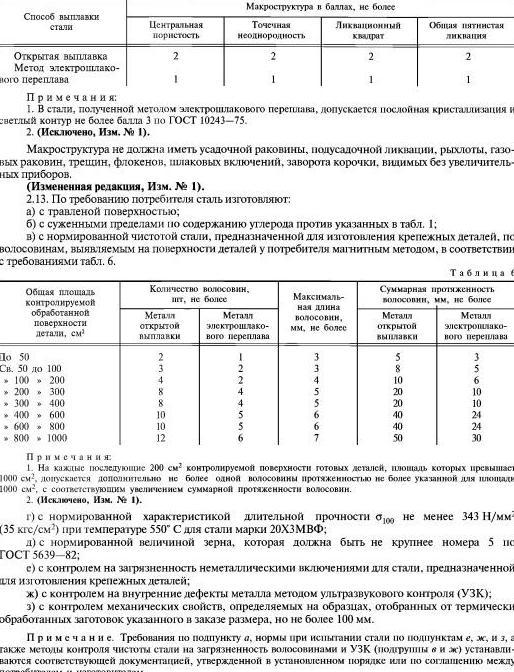 Способ выплавки
стали
Макроструктура в баллах, не более
Центральная
пористость
Точечная
неоднородность
Ликвационный
квадрат
Общая пятнистая
ликвация
Открытая выплавка 2 2 2 2
Метод электрошлако-
вого переплава 1 1 1 1
Примечания:
1. В стали, полученной методом электрошлакового переплава, допускается послойная кристаллизация и
светлый контур не более балла 3 по ГОСТ 10243—75.
2. (Исключено, Изм. № 1).
Макроструктура не должна иметь усадочной раковины, подусадочной ликвации, рыхлоты, газо-
вых раковин, трещин, флокенов, шлаковых включений, заворота корочки, видимых без увеличитель-
ных приборов.
(Измененная редакция, Изм. № 1).
2.13. По требованию потребителя сталь изготовляют:
а) с травленой поверхностью;
б) с суженными пределами по содержанию углерода против указанных в табл. 1;
в) с нормированной чистотой стали, предназначенной для изготовления крепежных деталей, по
волосовинам, выявляемым на поверхности деталей у потребителя магнитным методом, в соответствии
с требованиями табл. 6.
Таблица 6
Общая площадь
контролируемой
обработанной
поверхности
детали, см²
Количество волосовин,
шт, не более
Металл
открытой
выплавки
Металл
электрошлако-
вого переплава
Максималь-
ная длина
волосовин,
мм, не более
Суммарная протяженность
волосовин, мм, не более
Металл
открытой
выплавки
Металл
электрошлако-
вого переплава
До 50 2 1 3 5 3
Св. 50 до 100 3 2 3 8 5
» 100 » 200 4 2 4 10 6
» 200 » 300 8 4 5 20 10
» 300 » 400 8 4 5 20 10
» 400 » 600 10 5 6 40 24
» 600 » 800 10 5 6 40 24
» 800 » 1000 12 6 7 50 30
Примечания:
1. На каждые последующие 200 см² контролируемой поверхности готовых деталей, площадь которых превышает
1000 см², допускается дополнительно не более одной волосовины протяженностью не более указанной для площади
1000 см², с соответствующим увеличением суммарной протяженности волосовин.
2. (Исключено, Изм. № 1).
г) с нормированной характеристикой длительной прочности σ100 не менее 343 Н/мм²
(35 кгс/см²) при температуре 550° С для стали марки 20Х3МВФ;
д) с нормированной величиной зерна, которая должна быть не крупнее номера 5 по
ГОСТ 5639—82;
е) с контролем на загрязненность неметаллическими включениями для стали, предназначенной
для изготовления крепежных деталей;
ж) с контролем на внутренние дефекты металла методом ультразвукового контроля (УЗК);
з) с контролем механических свойств, определяемых на образцах, отобранных от термически
обработанных заготовок указанного в заказе размера, но не более 100 мм.
Примечание. Требования по подпункту а, нормы при испытании стали по подпунктам е, ж, и з, а
также методы контроля чистоты стали на загрязненность волосовинами и УЗК (подгруппы в и ж) устанавли-
ваются соответствующей документацией, утвержденной в установленном порядке или по соглашению между